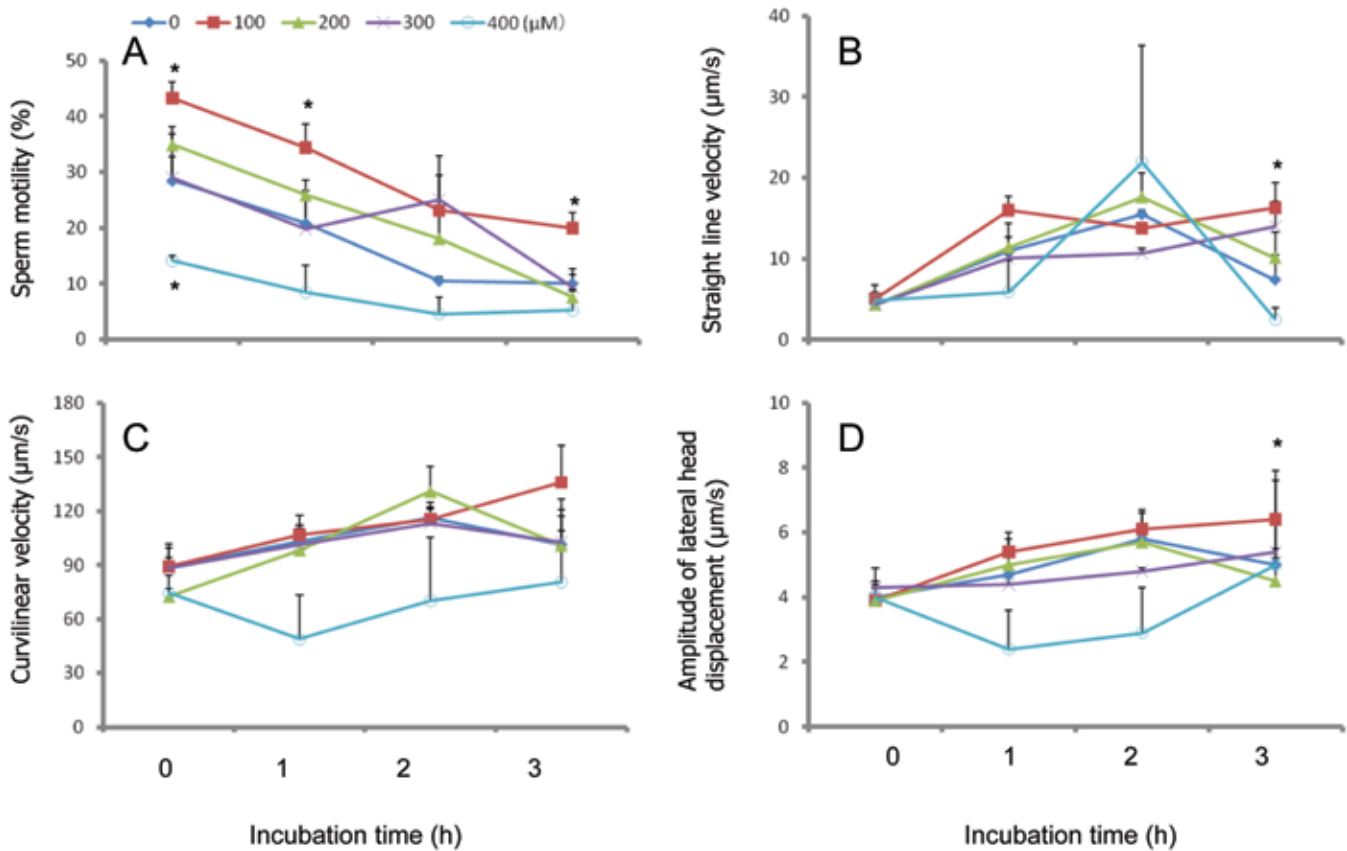 0 100 200 300 400 (µM)
A
*
*
*
*
50
40
30
20
10
0
Sperm motility (%)
B
*
40
30
20
10
0
Straight line velocity (µm/s)
C
180
150
120
90
60
30
0
Curvilinear velocity (µm/s)
0 1 2 3
Incubation time (h)
D
*
10
8
6
4
2
0
Amplitude of lateral head
displacement (µm/s)
0 1 2 3
Incubation time (h)